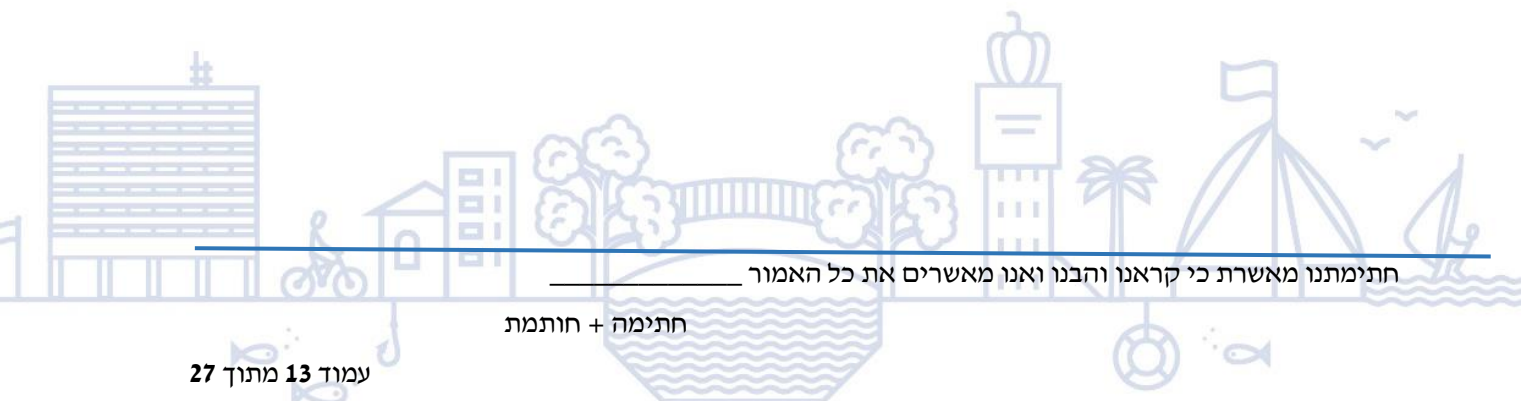 חתימתנו מאשרת כי קראנו והבנו ואנו מאשרים את כל האמור ______________
חתימה + חותמת
עמוד 13 מתוך 27